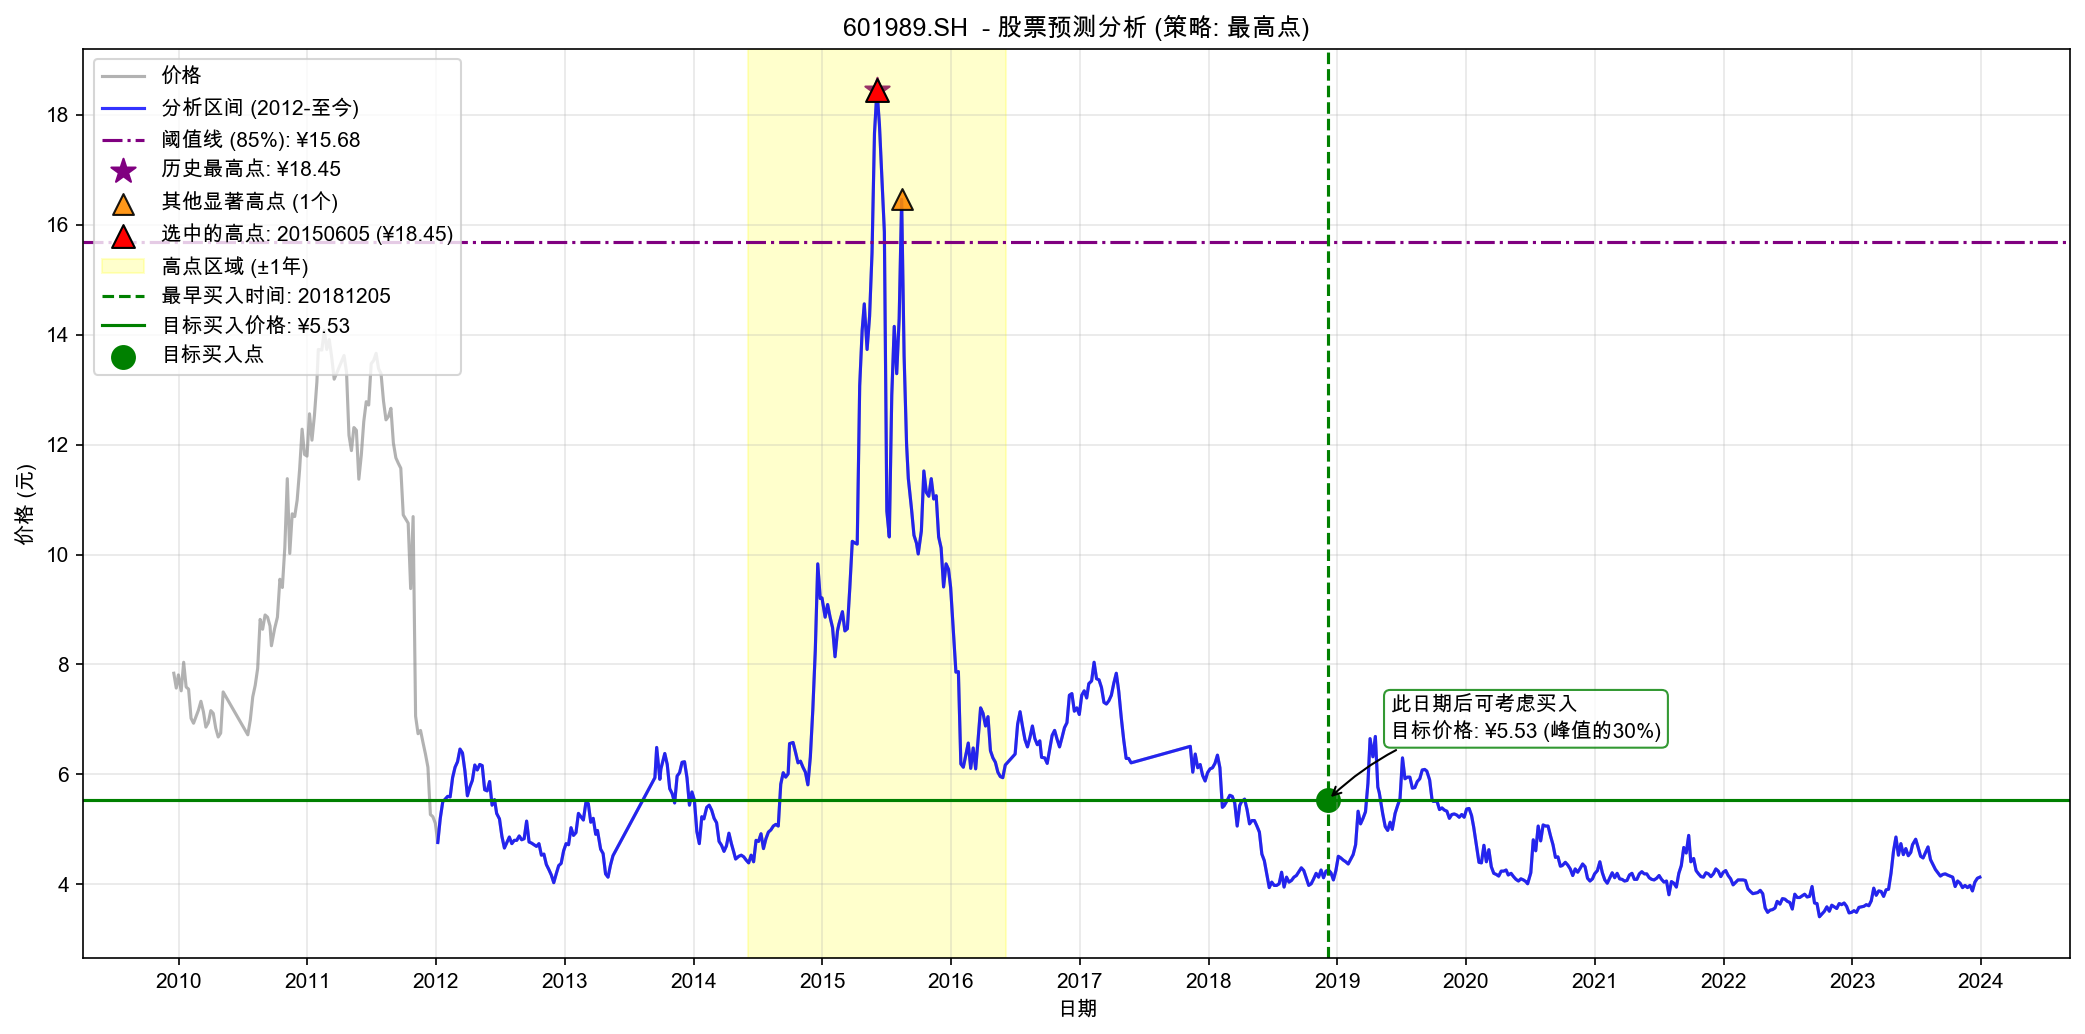 601989.SH - 股票预测分析 (策略: 最高点)
价格
分析区间 (2012-至今)
阈值线 (85%): ¥15.68
历史最高点: ¥18.45
其他显著高点 (1个)
选中的高点: 20150605 (¥18.45)
高点区域 (±1年)
最早买入时间: 20181205
目标买入价格: ¥5.53
目标买入点
价格 (元)
18
16
14
12
10
8
6
4
此日期后可考虑买入
目标价格: ¥5.53 (峰值的30%)
2010 2011 2012 2013 2014 2015 2016 2017 2018 2019 2020 2021 2022 2023 2024
日期